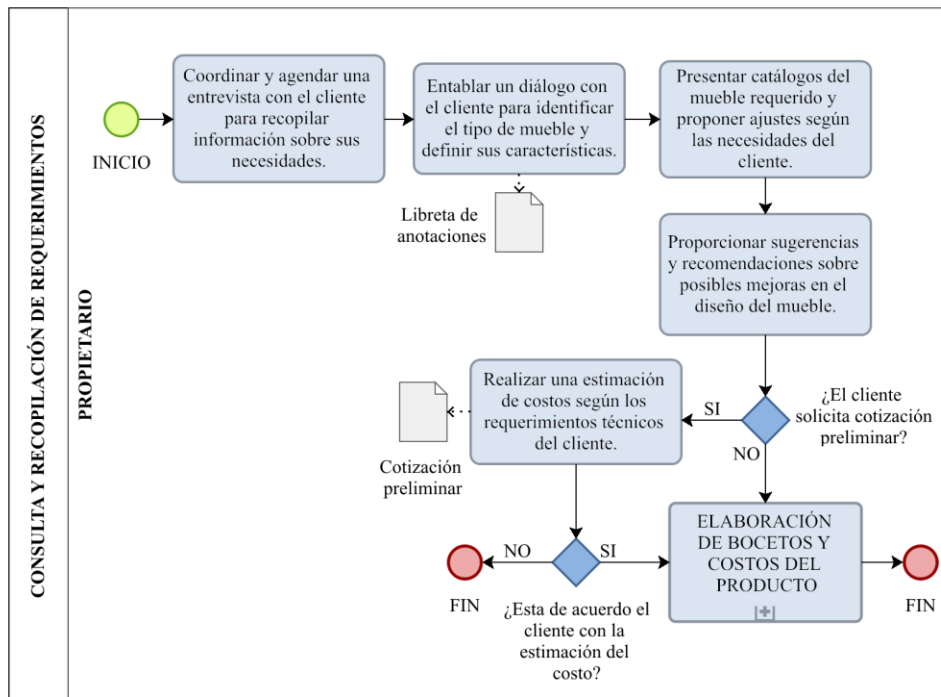 CONSULTA Y RECOPILACIÓN DE REQUERIMIENTOS
PROPIETARIO
INICIO
Coordinar y agendar una
entrevista con el cliente
para recopilar
información sobre sus
necesidades.
Entablar un diálogo con
el cliente para identificar
el tipo de mueble y
definir sus características.
Libreta de
anotaciones
Presentar catálogos del
mueble requerido y
proponer ajustes según
las necesidades del
cliente.
Proporcionar sugerencias
y recomendaciones sobre
posibles mejoras en el
diseño del mueble.
¿El cliente
solicita cotización
preliminar?
SI
NO
Realizar una estimación
de costos según los
requerimientos técnicos
del cliente.
Cotización
preliminar
NO
SI
FIN
¿Esta de acuerdo el
cliente con la
estimación del
costo?
ELABORACIÓN
DE BOCETOS Y
COSTOS DEL
PRODUCTO
FIN